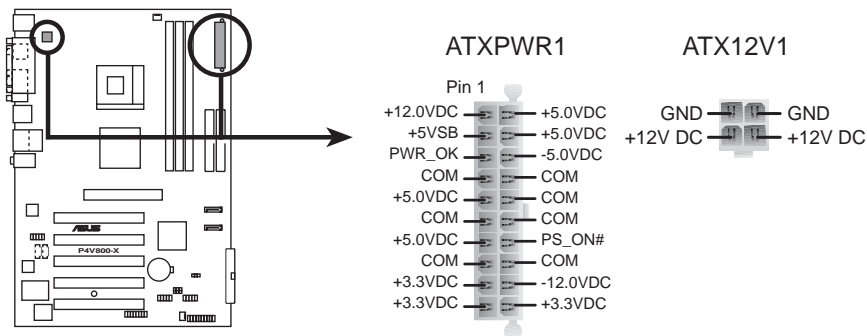 ATXPWR1
ATX12V1
Pin 1
+12.0VDC +5.0VDC
+5VSB +5.0VDC
PWR_OK -5.0VDC
COM COM
+5.0VDC COM
COM COM
+5.0VDC PS_ON#
COM COM
+3.3VDC -12.0VDC
+3.3VDC +3.3VDC
GND GND
+12V DC +12V DC
ASUS
P4V800-X